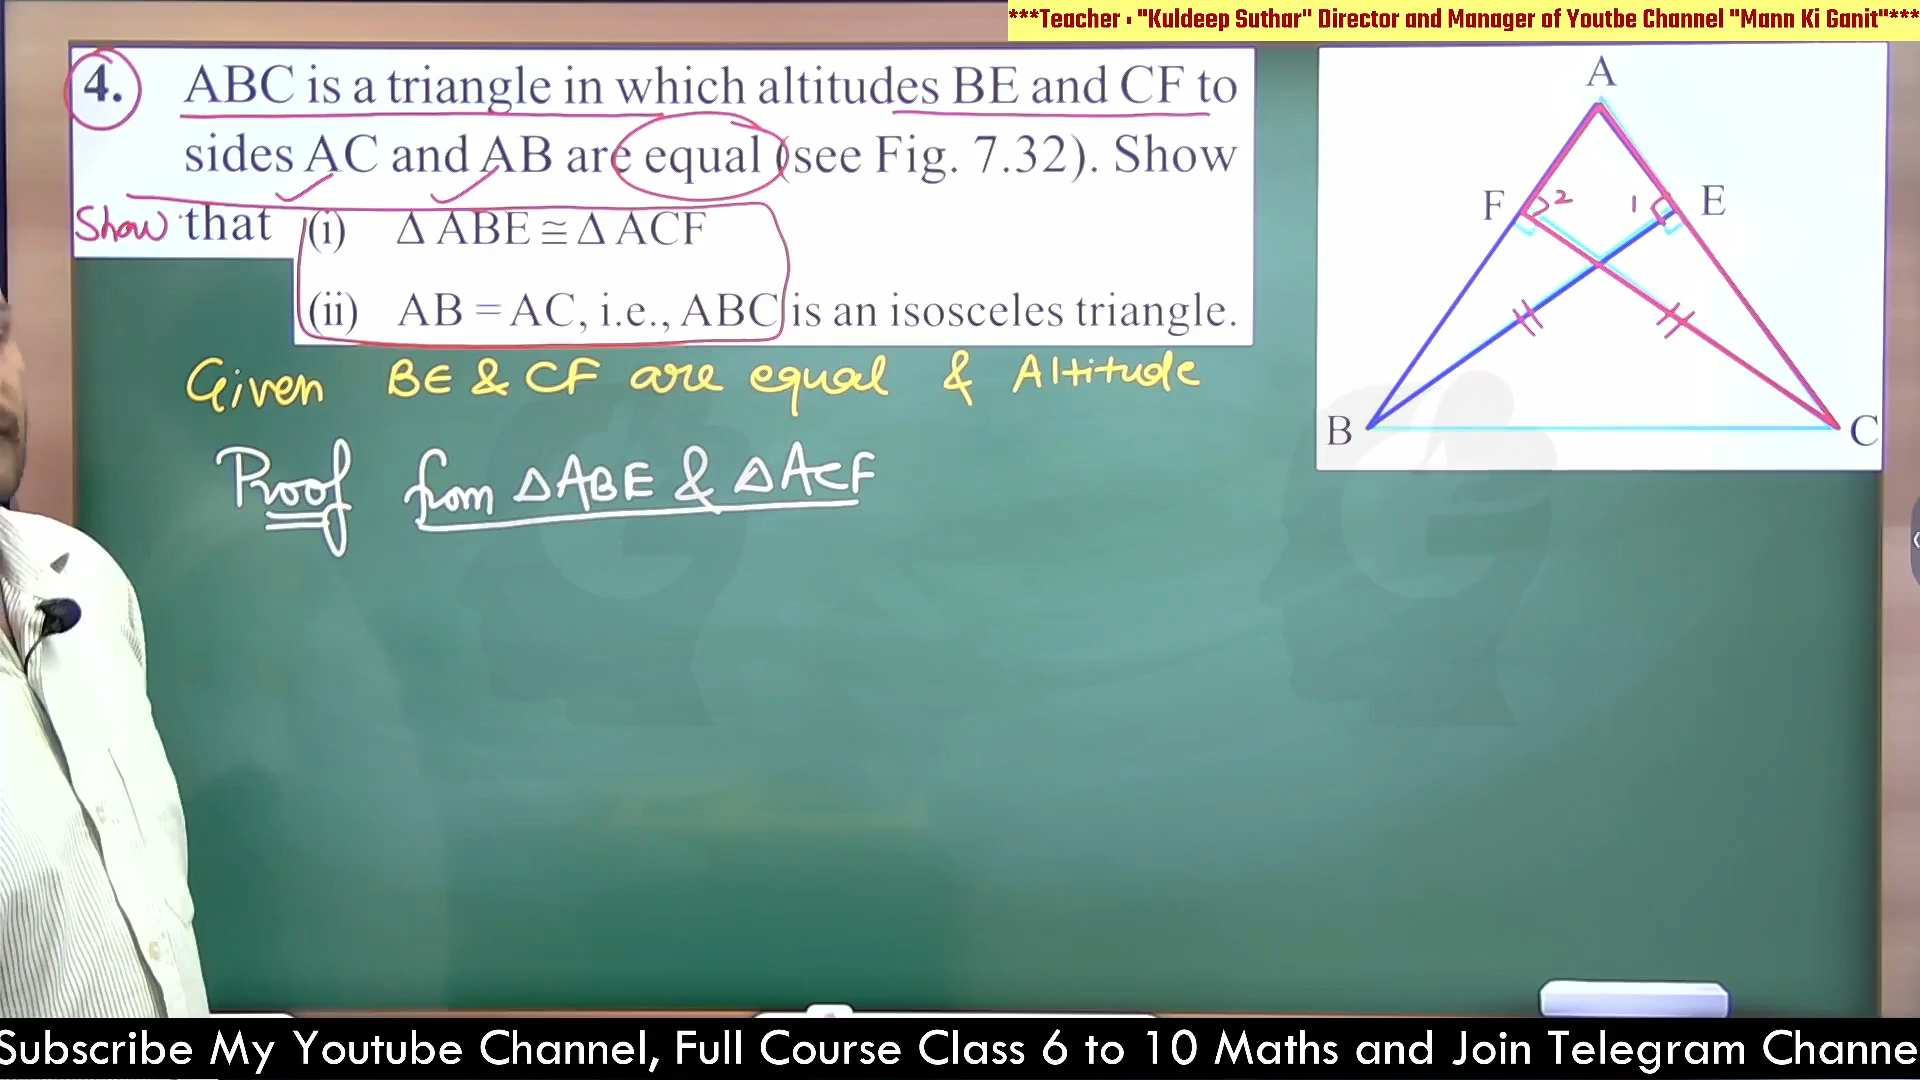 ***Teacher : "Kuldeep Suthar" Director and Manager of Youtbe Channel "Mann Ki Ganit"***
4. ABC is a triangle in which altitudes BE and CF to
sides AC and AB are equal (see Fig. 7.32). Show
Show that (i) Δ ABE ≅ Δ ACF
(ii) AB = AC, i.e., ABC is an isosceles triangle.
Given BE & CF are equal & Altitude
Proof from ΔABE & ΔACF
A
F 2 1 E
B C
Subscribe My Youtube Channel, Full Course Class 6 to 10 Maths and Join Telegram Channe